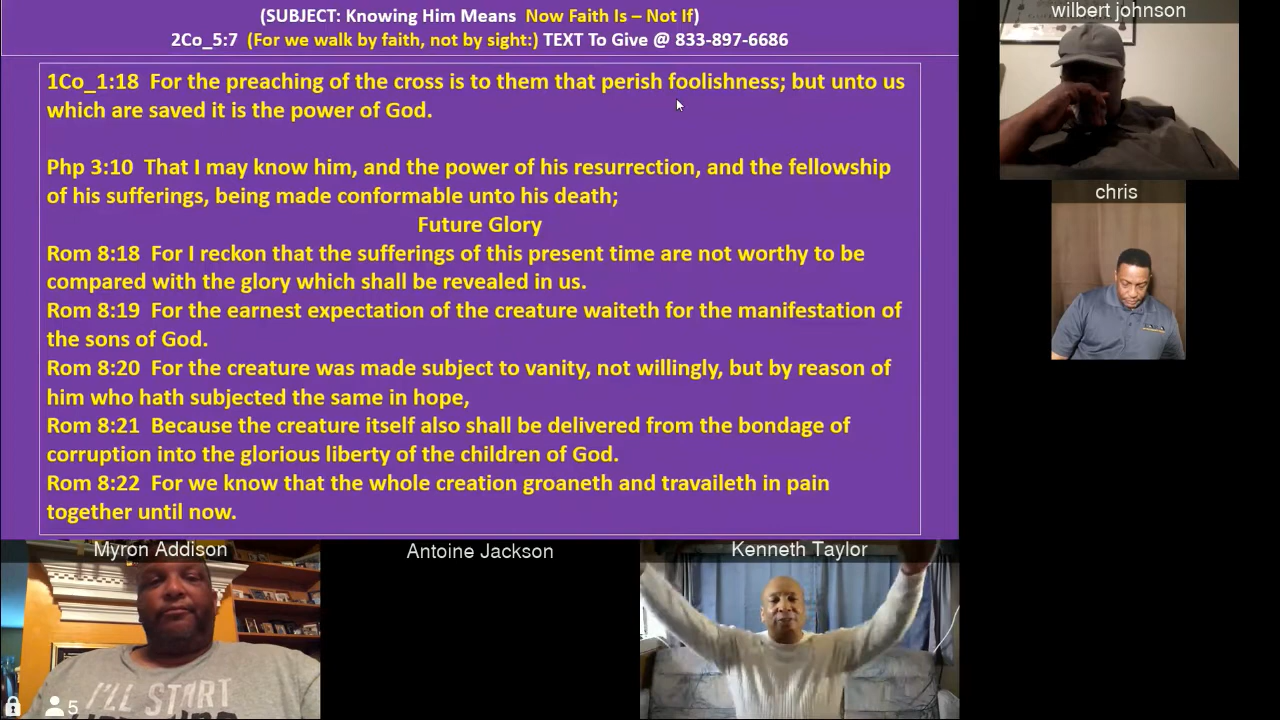 (SUBJECT: Knowing Him Means Now Faith Is – Not If)
2Co_5:7 (For we walk by faith, not by sight:) TEXT To Give @ 833-897-6686
wilbert johnson
1Co_1:18 For the preaching of the cross is to them that perish foolishness; but unto us
which are saved it is the power of God.
Php 3:10 That I may know him, and the power of his resurrection, and the fellowship
of his sufferings, being made conformable unto his death;
Future Glory
Rom 8:18 For I reckon that the sufferings of this present time are not worthy to be
compared with the glory which shall be revealed in us.
Rom 8:19 For the earnest expectation of the creature waiteth for the manifestation of
the sons of God.
Rom 8:20 For the creature was made subject to vanity, not willingly, but by reason of
him who hath subjected the same in hope,
Rom 8:21 Because the creature itself also shall be delivered from the bondage of
corruption into the glorious liberty of the children of God.
Rom 8:22 For we know that the whole creation groaneth and travaileth in pain
together until now.
chris
Myron Addison
Antoine Jackson
Kenneth Taylor
I'LL START
5